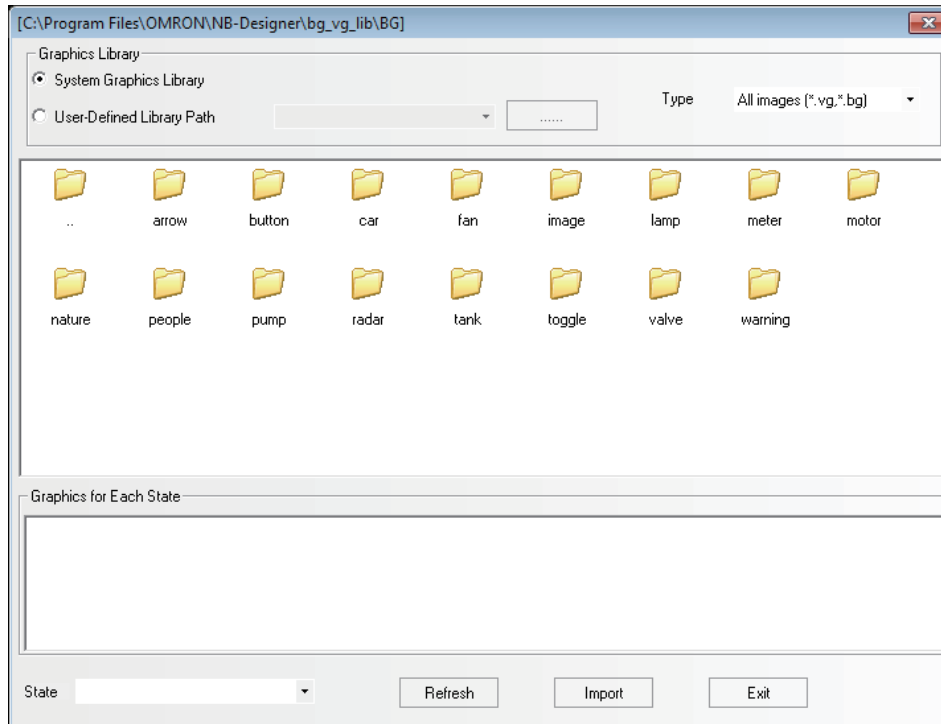 [C:\Program Files\OMRON\NB-Designer\bg_vg_lib\BG]
Graphics Library
System Graphics Library
User-Defined Library Path
......
Type
All images (*.vg,*.bg)
..
arrow
button
car
fan
image
lamp
meter
motor
nature
people
pump
radar
tank
toggle
valve
warning
Graphics for Each State
State
Refresh
Import
Exit